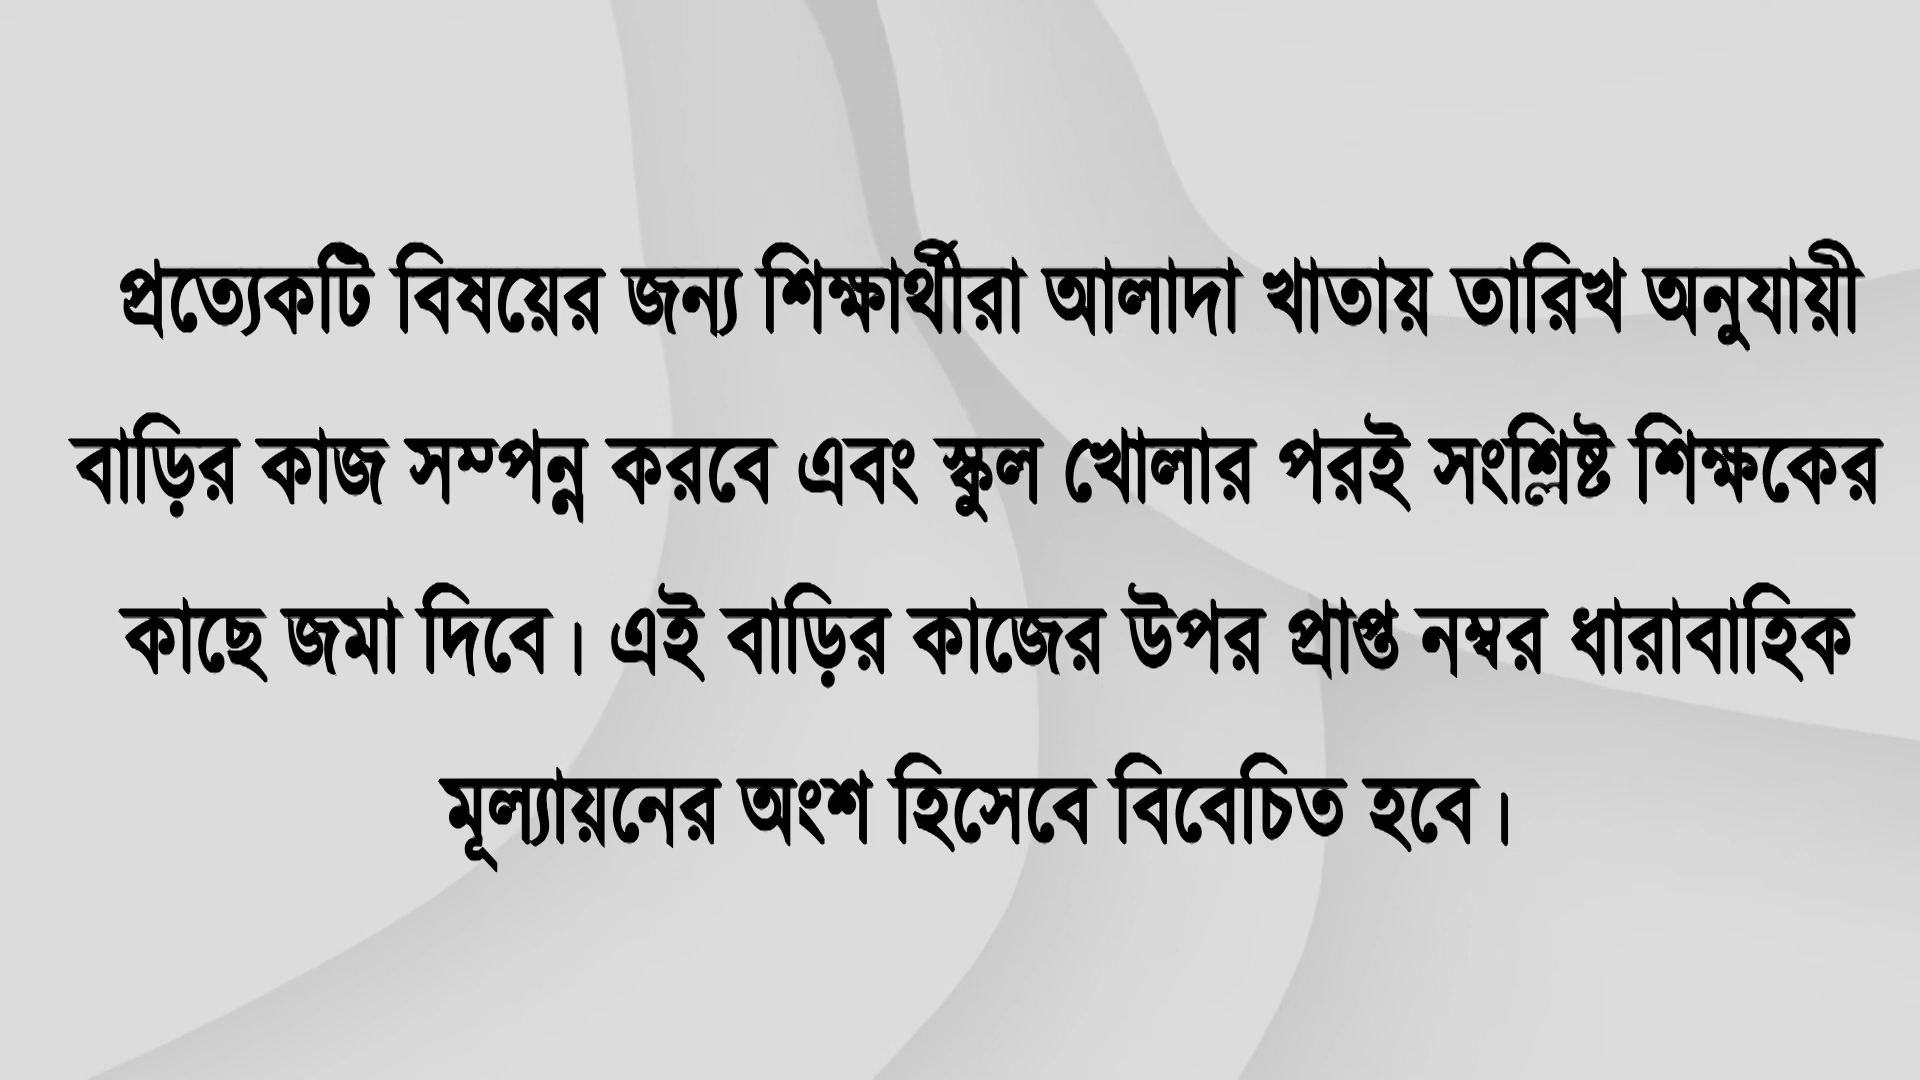 প্রত্যেকটি বিষয়ের জন্য শিক্ষার্থীরা আলাদা খাতায় তারিখ অনুযায়ী
বাড়ির কাজ সম্পন্ন করবে এবং স্কুল খোলার পরই সংশ্লিষ্ট শিক্ষকের
কাছে জমা দিবে। এই বাড়ির কাজের উপর প্রাপ্ত নম্বর ধারাবাহিক
মূল্যায়নের অংশ হিসেবে বিবেচিত হবে।